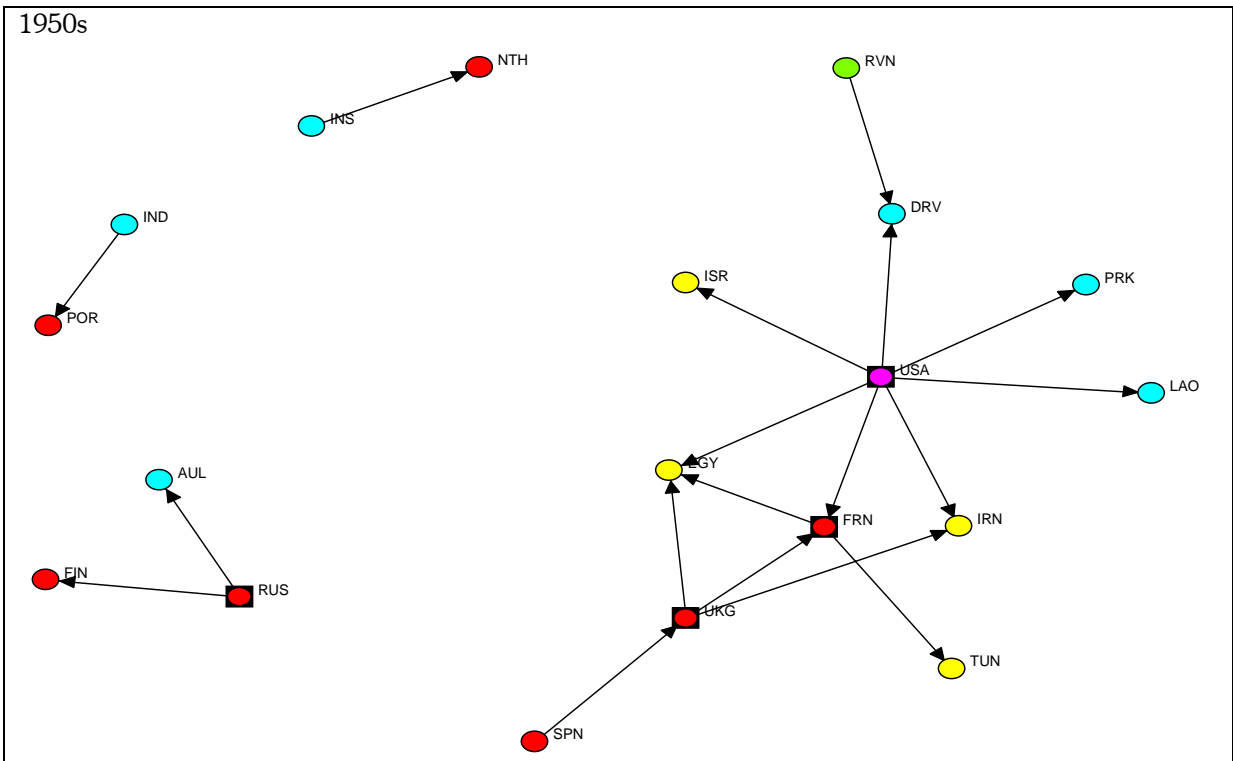 1950s
NTH
RVN
INS
IND
DRV
ISR
PRK
POR
USA
LAO
EGY
AUL
FRN
IRN
FIN
RUS
UKG
TUN
SPN